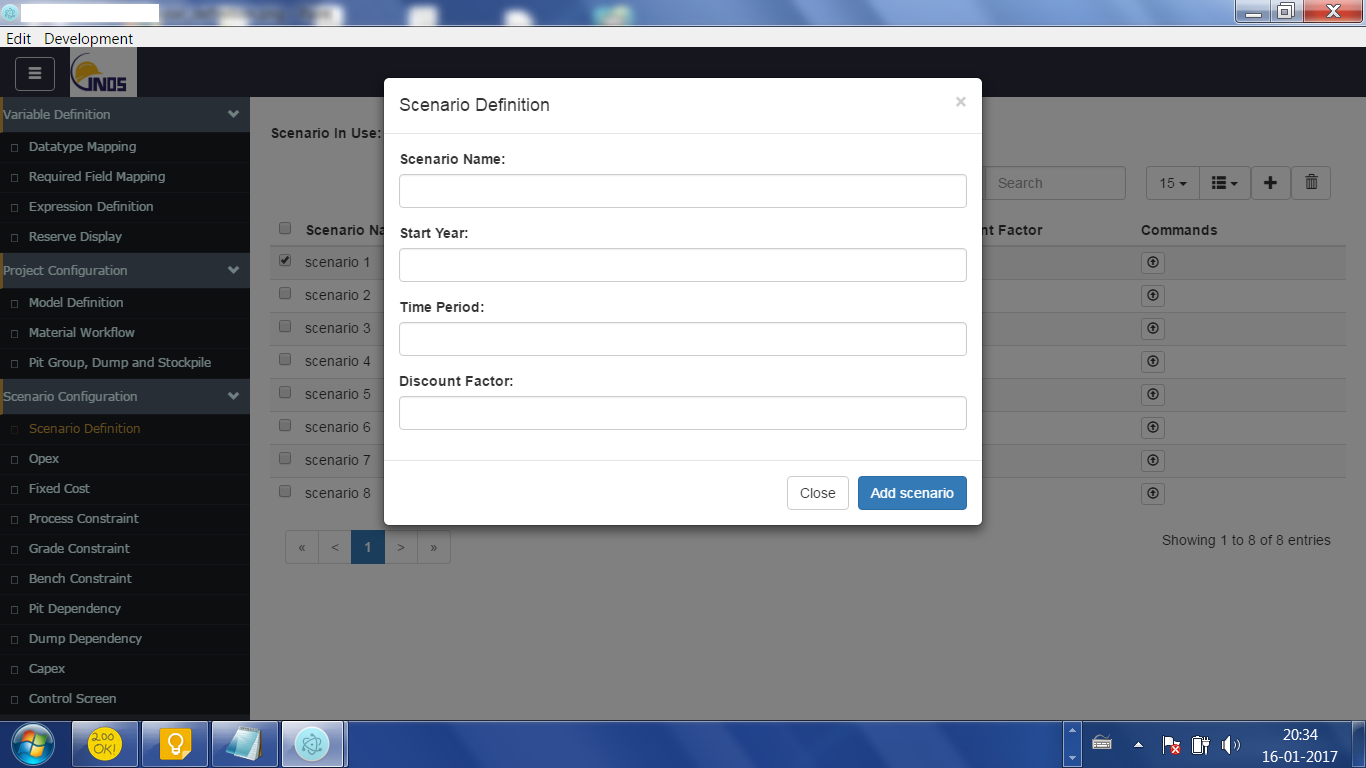 Edit Development
INOS
Scenario Definition ×
Variable Definition
Datatype Mapping
Required Field Mapping
Expression Definition
Reserve Display
Project Configuration
Model Definition
Material Workflow
Pit Group, Dump and Stockpile
Scenario Configuration
Scenario Definition
Opex
Fixed Cost
Process Constraint
Grade Constraint
Bench Constraint
Pit Dependency
Dump Dependency
Capex
Control Screen
Scenario In Use:
Search 15
Scenario Na nt Factor Commands
scenario 1
scenario 2
scenario 3
scenario 4
scenario 5
scenario 6
scenario 7
scenario 8
« < 1 > »
Showing 1 to 8 of 8 entries
Scenario Name:
Start Year:
Time Period:
Discount Factor:
Close Add scenario
200
OK!
20:34
16-01-2017